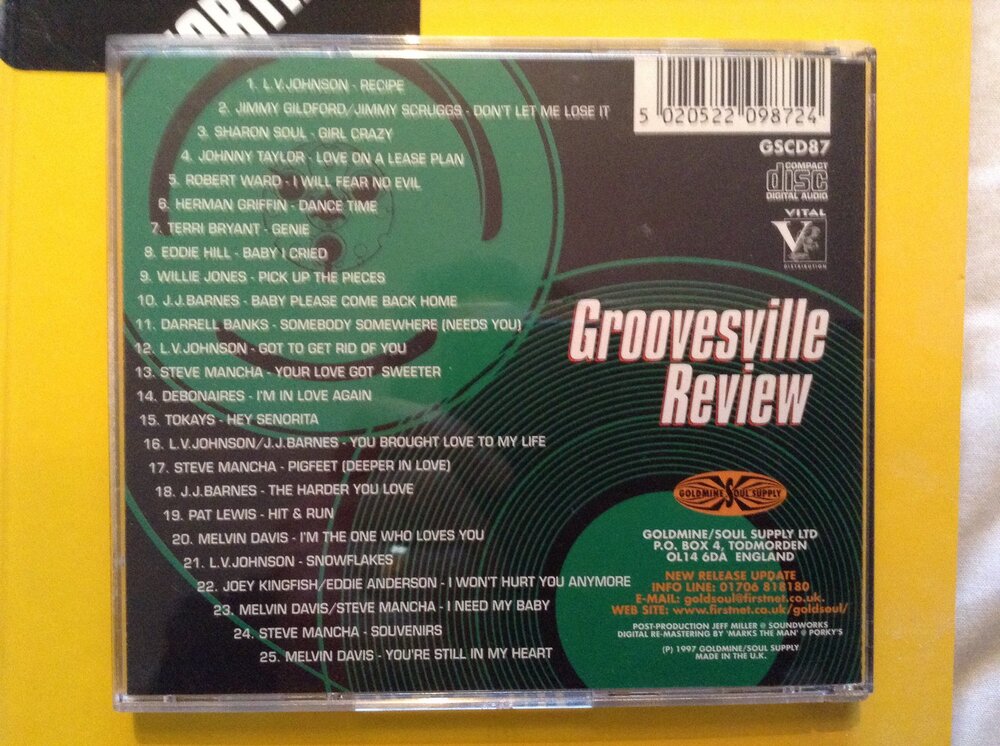 1. L.V.JOHNSON - RECIPE
2. JIMMY GILDFORD/JIMMY SCRUGGS - DON'T LET ME LOSE IT
3. SHARON SOUL - GIRL CRAZY
4. JOHNNY TAYLOR - LOVE ON A LEASE PLAN
5. ROBERT WARD - I WILL FEAR NO EVIL
6. HERMAN GRIFFIN - DANCE TIME
7. TERRI BRYANT - GENIE
8. EDDIE HILL - BABY I CRIED
9. WILLIE JONES - PICK UP THE PIECES
10. J.J.BARNES - BABY PLEASE COME BACK HOME
11. DARRELL BANKS - SOMEBODY SOMEWHERE (NEEDS YOU)
12. L.V.JOHNSON - GOT TO GET RID OF YOU
13. STEVE MANCHA - YOUR LOVE GOT SWEETER
14. DEBONAIRES - I'M IN LOVE AGAIN
15. TOKAYS - HEY SENORITA
16. L.V.JOHNSON/J.J.BARNES - YOU BROUGHT LOVE TO MY LIFE
17. STEVE MANCHA - PIGFEET (DEEPER IN LOVE)
18. J.J.BARNES - THE HARDER YOU LOVE
19. PAT LEWIS - HIT & RUN
20. MELVIN DAVIS - I'M THE ONE WHO LOVES YOU
21. L.V.JOHNSON - SNOWFLAKES
22. JOEY KINGFISH/EDDIE ANDERSON - I WON'T HURT YOU ANYMORE
23. MELVIN DAVIS/STEVE MANCHA - I NEED MY BABY
24. STEVE MANCHA - SOUVENIRS
25. MELVIN DAVIS - YOU'RE STILL IN MY HEART
5 020522 098724
GSCD87
COMPACT
disc
DIGITAL AUDIO
VITAL
V
DISTRIBUTION
Groovesville
Review
GOLDMINE SOUL SUPPLY
GOLDMINE/SOUL SUPPLY LTD
P.O. BOX 4, TODMORDEN
OL14 6DA ENGLAND
NEW RELEASE UPDATE
INFO LINE: 01706 818180
E-MAIL: goldsoul@firstnet.co.uk.
WEB SITE: www.firstnet.co.uk/goldsoul/
POST-PRODUCTION JEFF MILLER @ SOUNDWORKS
DIGITAL RE-MASTERING BY 'MARKS THE MAN' @ PORKY'S
(P) 1997 GOLDMINE/SOUL SUPPLY
MADE IN THE U.K.